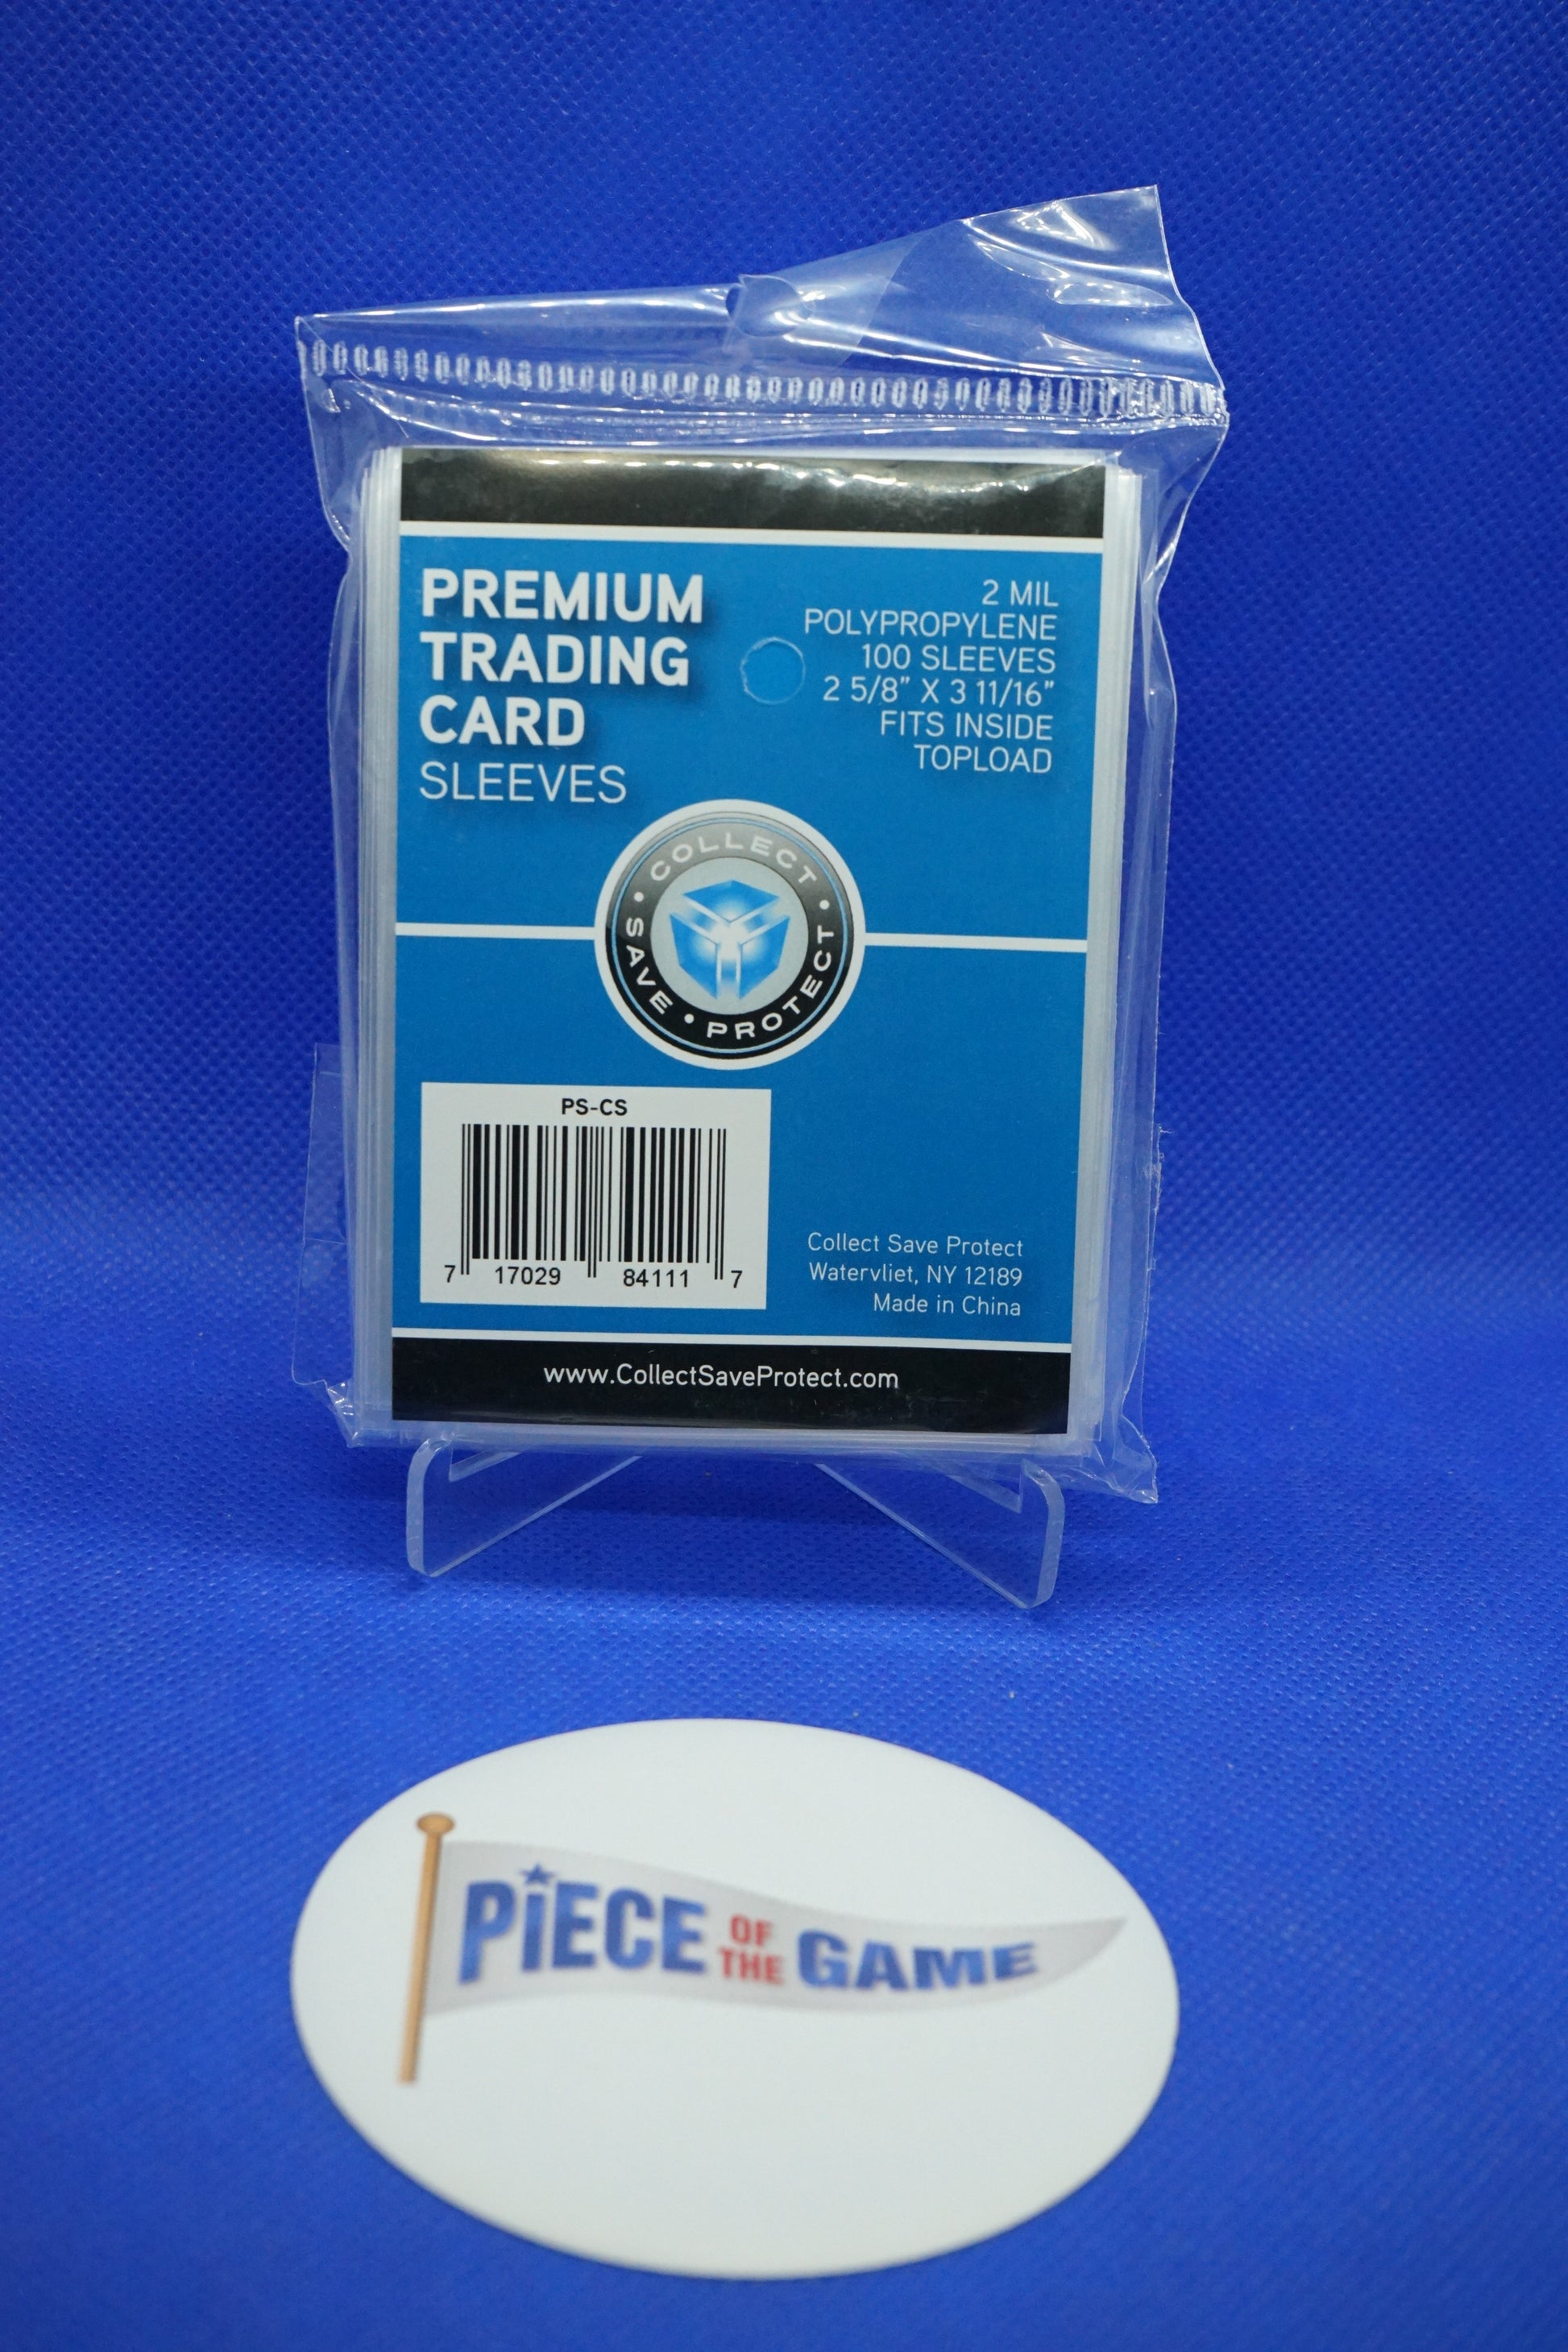 PREMIUM
TRADING
CARD
SLEEVES
2 MIL
POLYPROPYLENE
100 SLEEVES
2 5/8" X 3 11/16"
FITS INSIDE
TOPLOAD
COLLECT • SAVE • PROTECT •
PS-CS
7 17029 84111 7
Collect Save Protect
Watervliet, NY 12189
Made in China
www.CollectSaveProtect.com
PiECE OF THE GAME